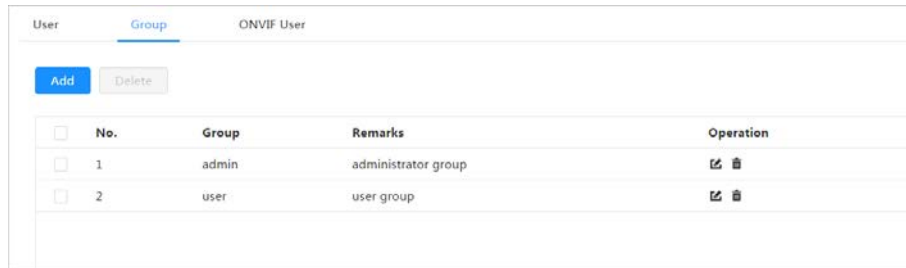 User Group ONVIF User
Add Delete
No. Group Remarks Operation
1 admin administrator group
2 user user group